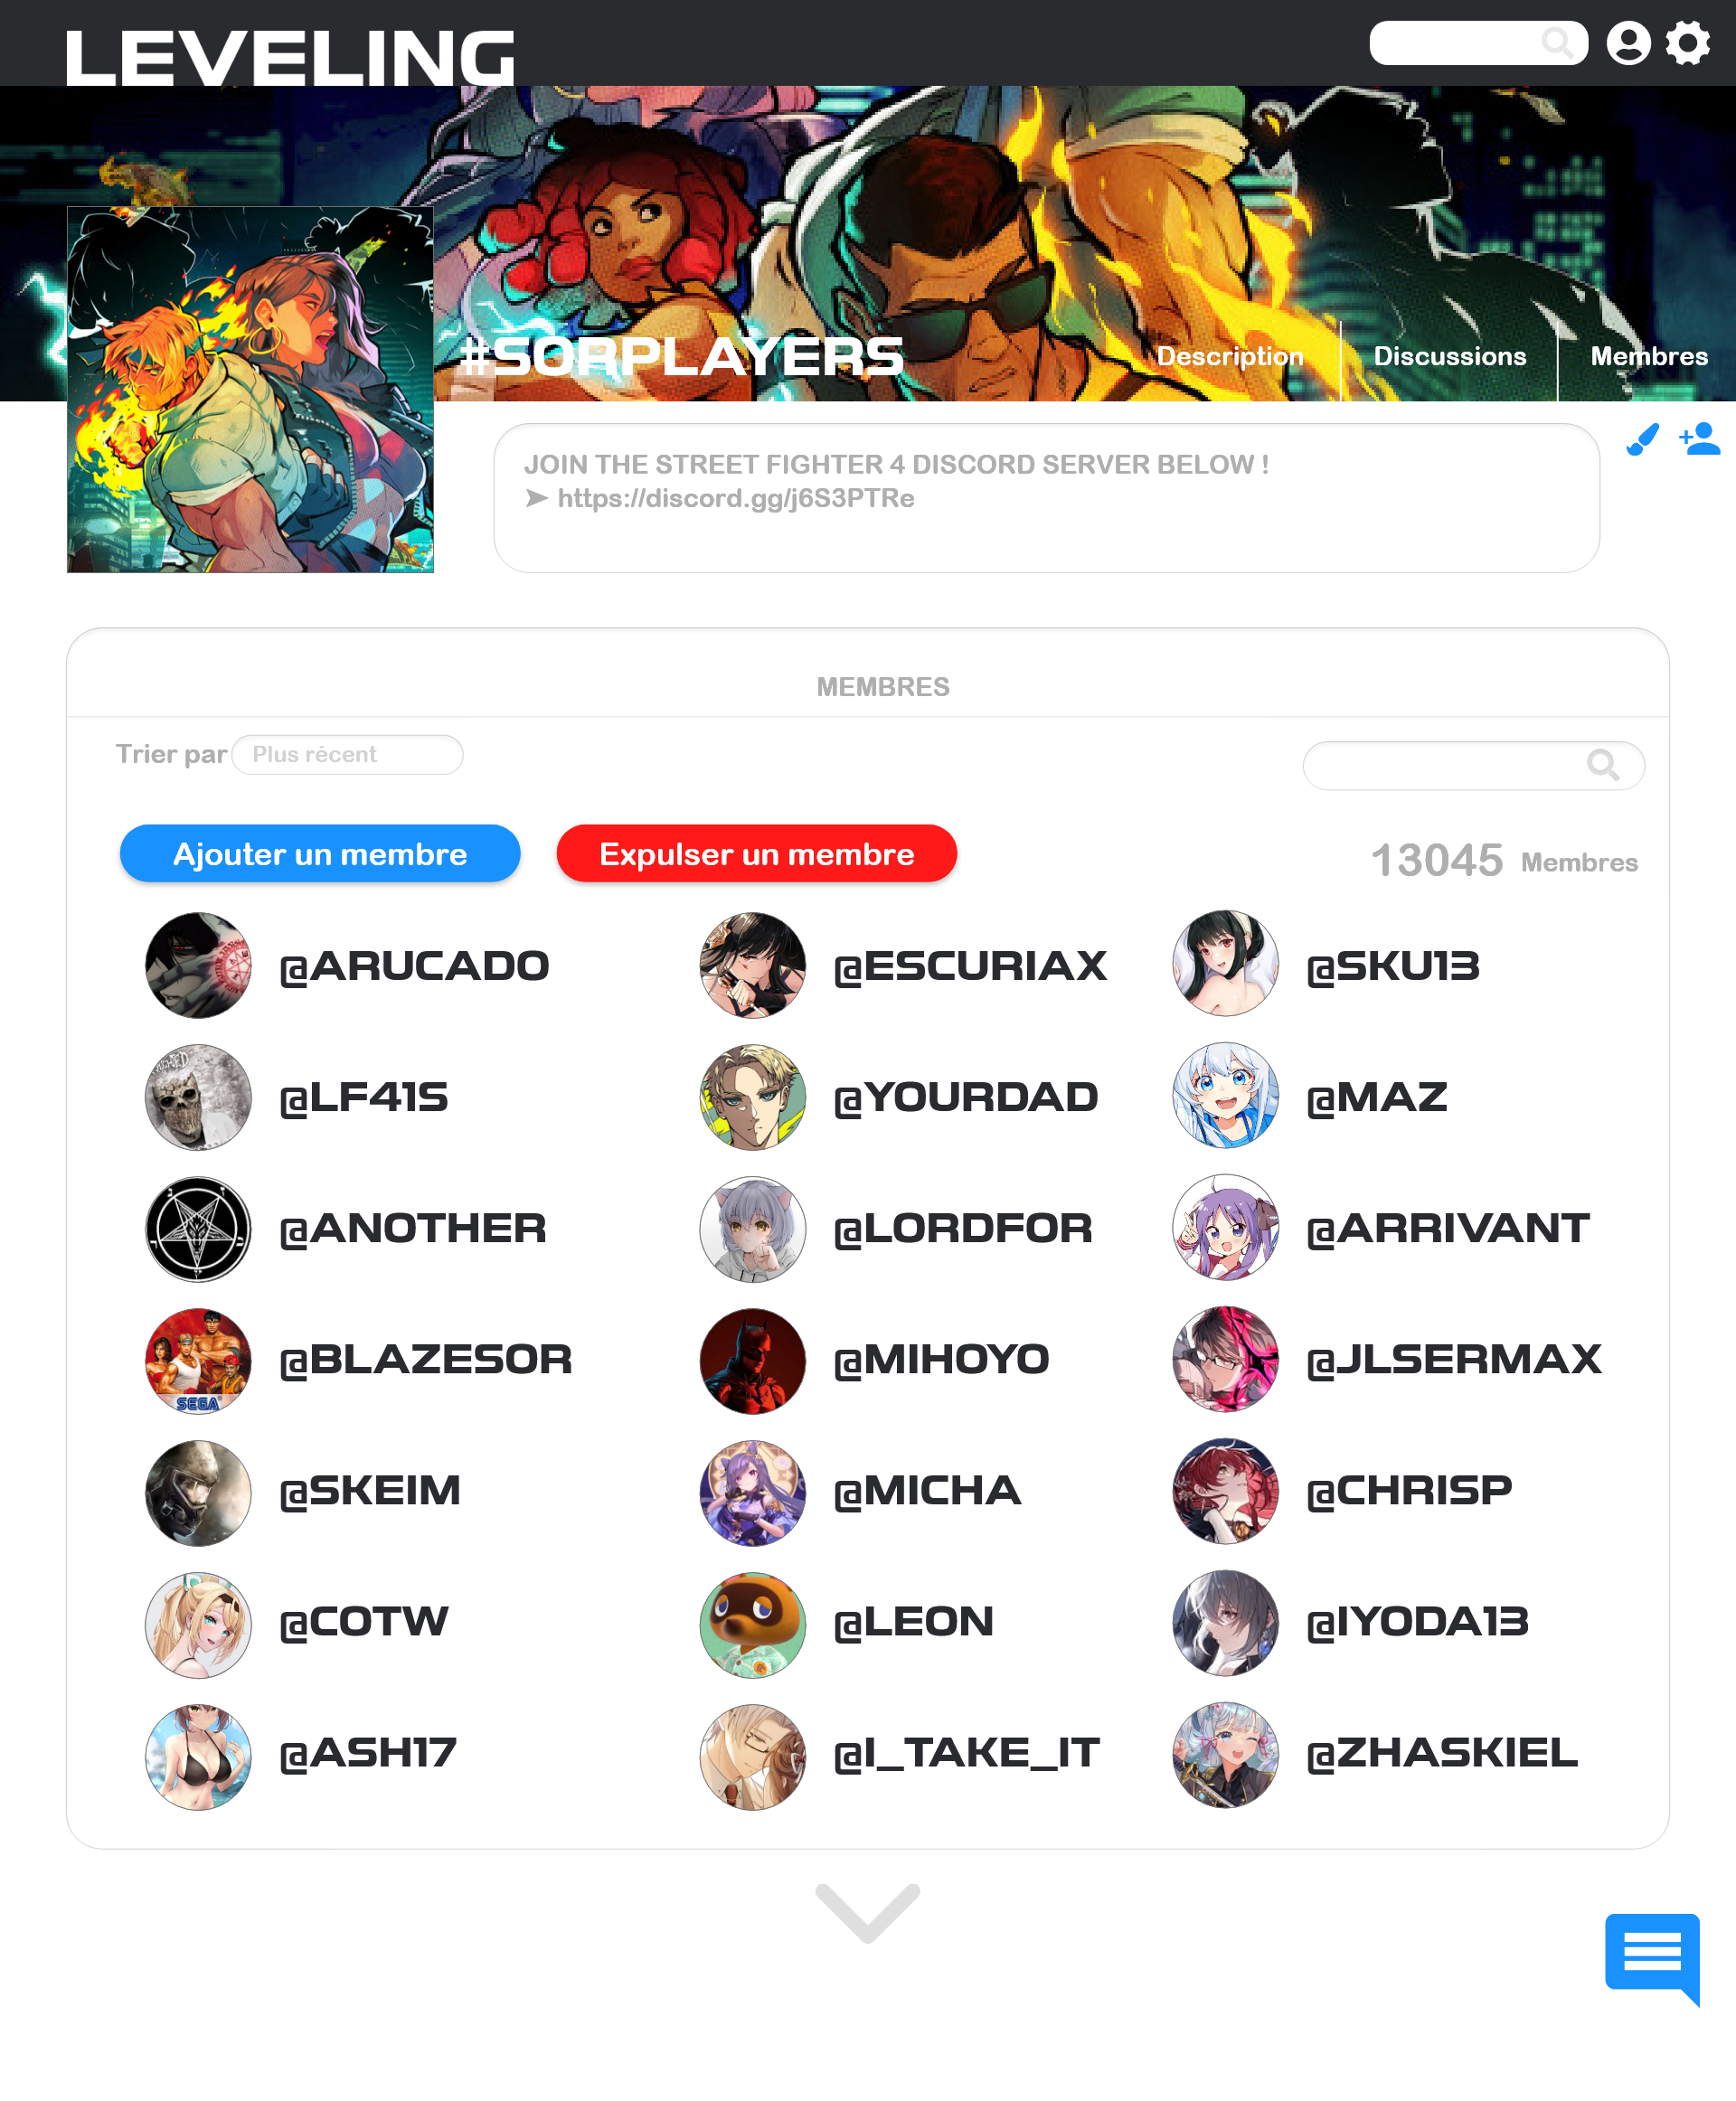 LEVELING
#SORPLAYERS
Description
Discussions
Membres
JOIN THE STREET FIGHTER 4 DISCORD SERVER BELOW !
➤ https://discord.gg/j6S3PTRe
MEMBRES
Trier par
Plus récent
Ajouter un membre
Expulser un membre
13045 Membres
@ARUCADO
@ESCURIAX
@SKU13
@LF41S
@YOURDAD
@MAZ
@ANOTHER
@LORDFOR
@ARRIVANT
@BLAZESOR
@MIHOYO
@JLSERMAX
SEGA
@SKEIM
@MICHA
@CHRISP
@COTW
@LEON
@IYODA13
@ASH17
@I_TAKE_IT
@ZHASKIEL